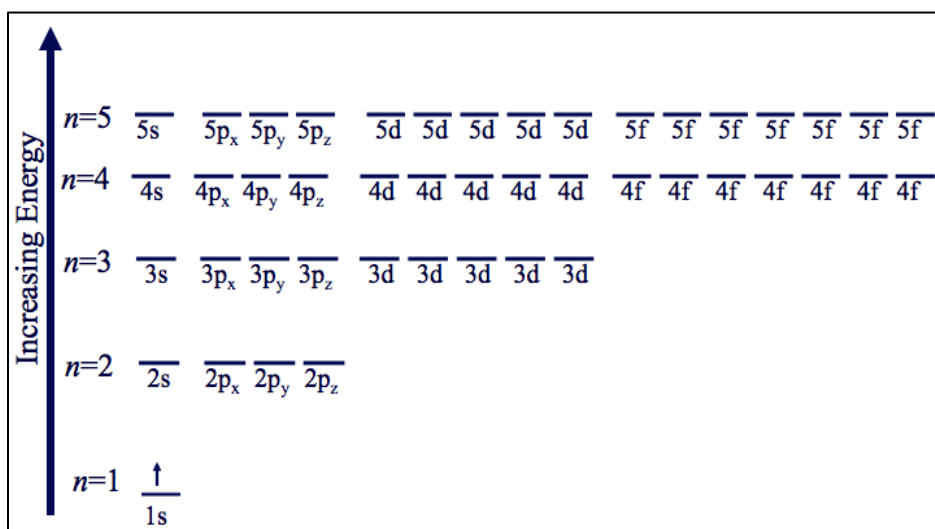 Increasing Energy
n=5
5s 5px 5py 5pz 5d 5d 5d 5d 5d 5f 5f 5f 5f 5f 5f 5f
n=4
4s 4px 4py 4pz 4d 4d 4d 4d 4d 4f 4f 4f 4f 4f 4f 4f
n=3
3s 3px 3py 3pz 3d 3d 3d 3d 3d
n=2
2s 2px 2py 2pz
n=1
1s